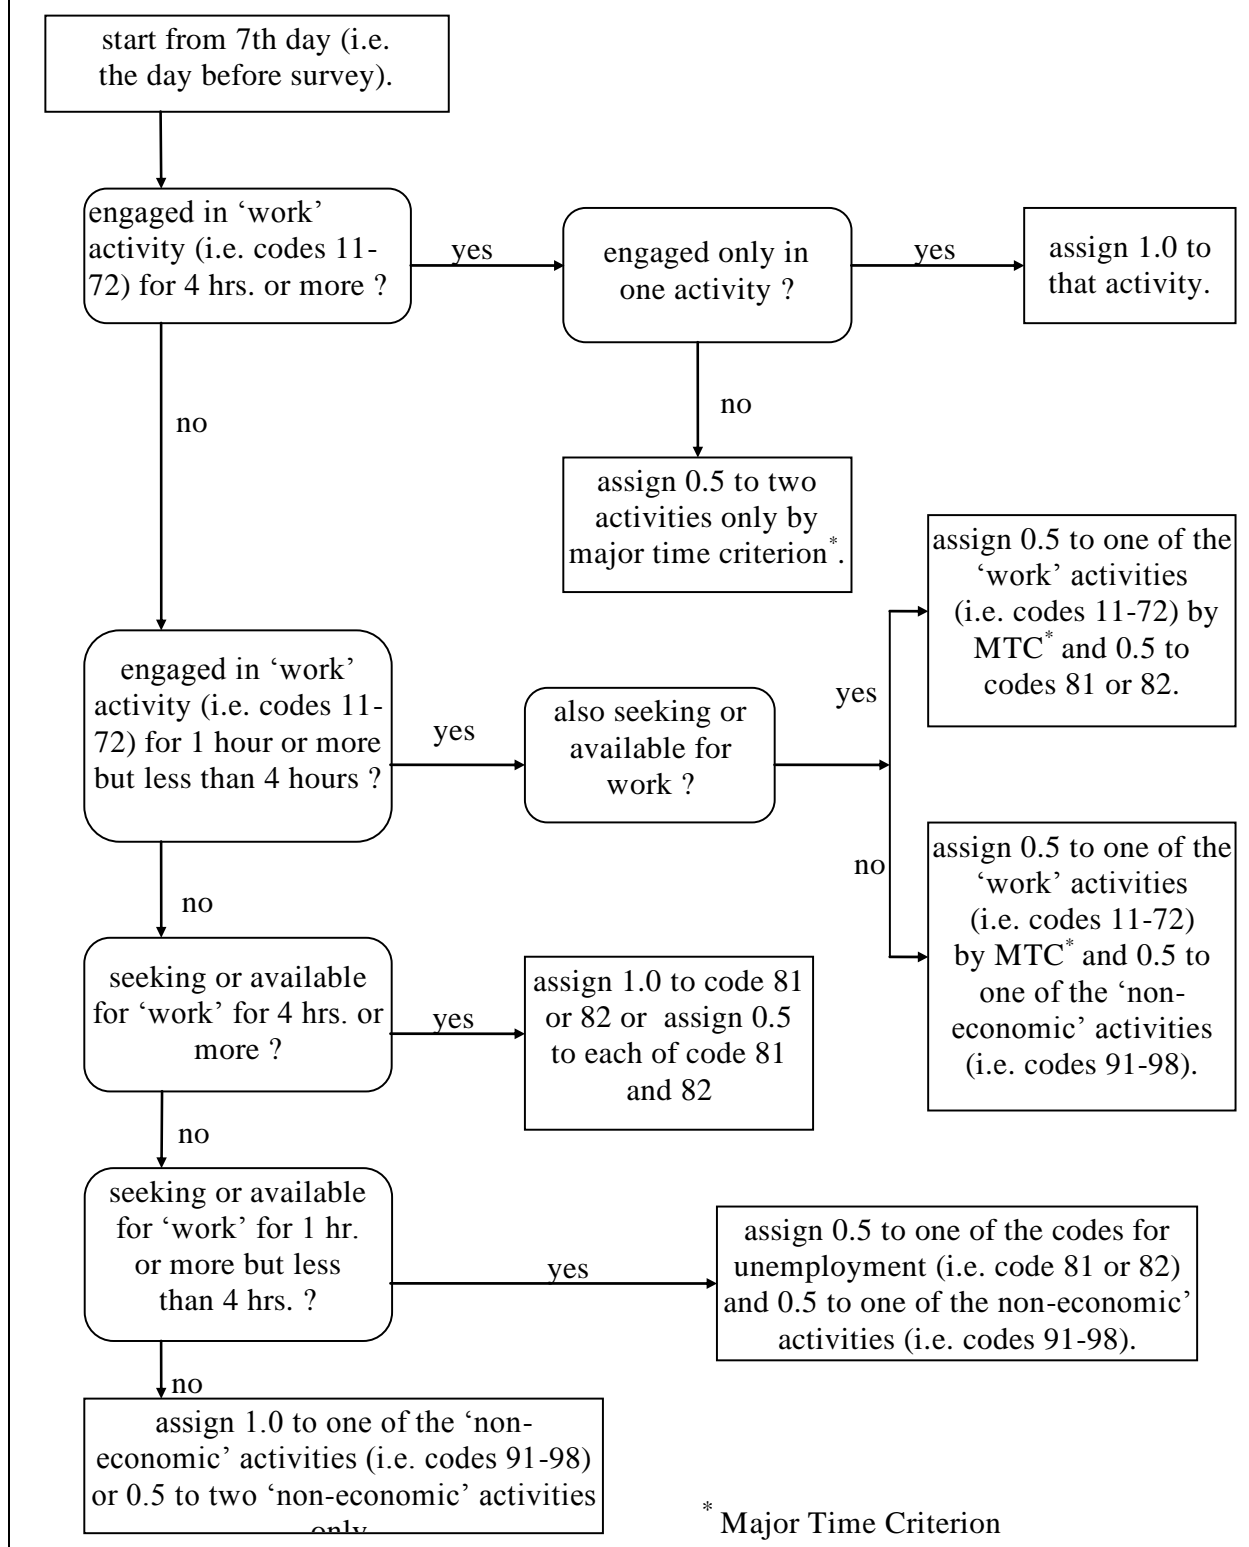 start from 7th day (i.e.
the day before survey).
engaged in ‘work’
activity (i.e. codes 11-
72) for 4 hrs. or more ?
yes
engaged only in
one activity ?
yes
assign 1.0 to
that activity.
no
no
assign 0.5 to two
activities only by
major time criterion*.
engaged in ‘work’
activity (i.e. codes 11-
72) for 1 hour or more
but less than 4 hours ?
yes
also seeking or
available for
work ?
yes
assign 0.5 to one of the
‘work’ activities
(i.e. codes 11-72) by
MTC* and 0.5 to
codes 81 or 82.
no
assign 0.5 to one of the
‘work’ activities
(i.e. codes 11-72)
by MTC* and 0.5 to
one of the ‘non-
economic’ activities
(i.e. codes 91-98).
no
seeking or available
for ‘work’ for 4 hrs. or
more ?
yes
assign 1.0 to code 81
or 82 or assign 0.5
to each of code 81
and 82
no
seeking or available
for ‘work’ for 1 hr.
or more but less
than 4 hrs. ?
yes
assign 0.5 to one of the codes for
unemployment (i.e. code 81 or 82)
and 0.5 to one of the non-economic’
activities (i.e. codes 91-98).
no
assign 1.0 to one of the ‘non-
economic’ activities (i.e. codes 91-98)
or 0.5 to two ‘non-economic’ activities
only
* Major Time Criterion